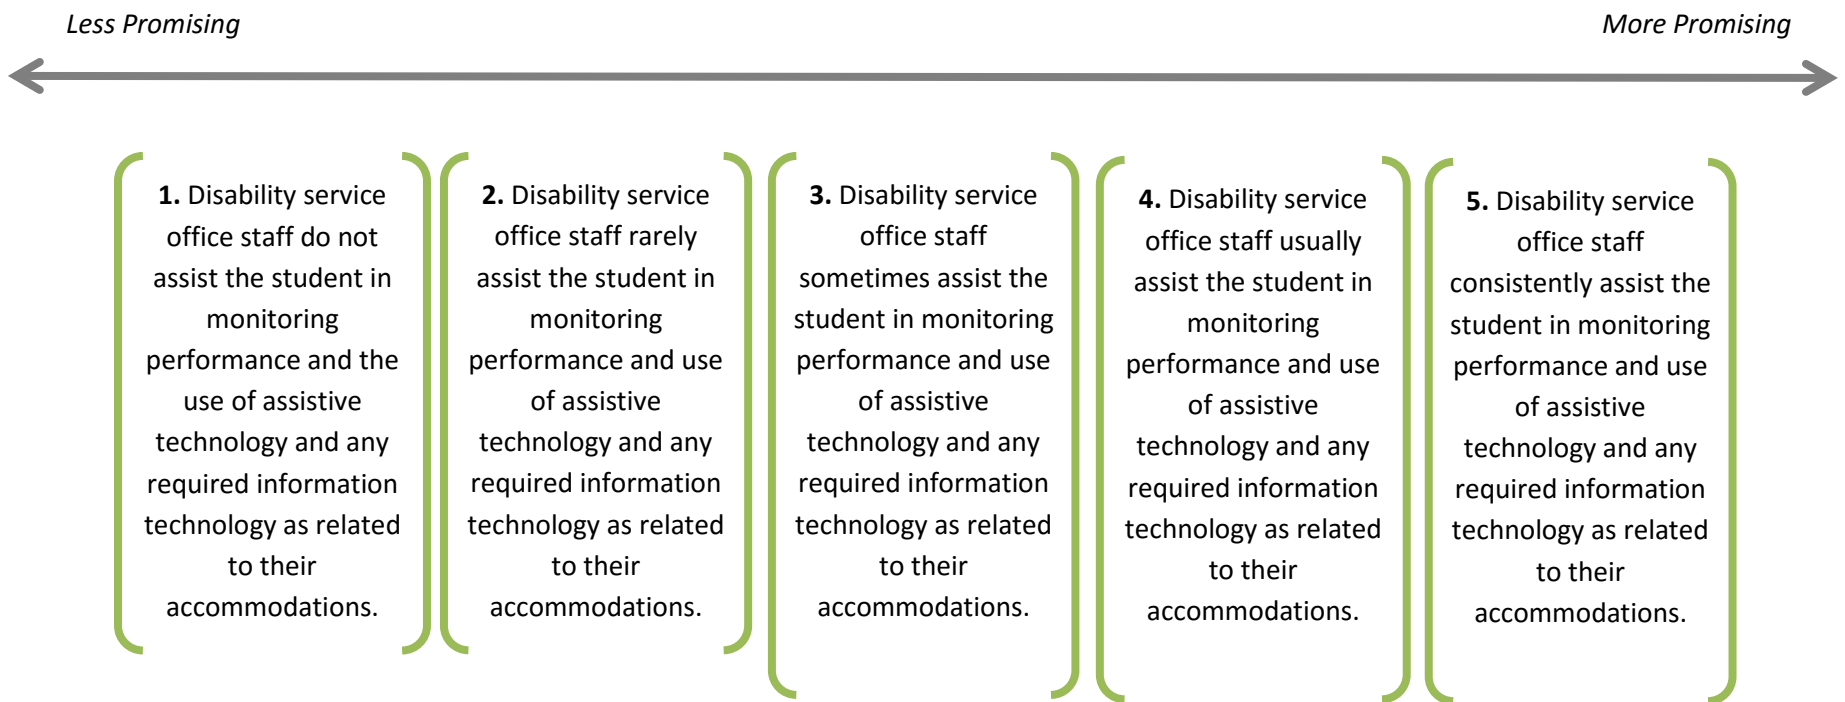 Less Promising
More Promising
1. Disability service
office staff do not
assist the student in
monitoring
performance and the
use of assistive
technology and any
required information
technology as related
to their
accommodations.
2. Disability service
office staff rarely
assist the student in
monitoring
performance and use
of assistive
technology and any
required information
technology as related
to their
accommodations.
3. Disability service
office staff
sometimes assist the
student in monitoring
performance and use
of assistive
technology and any
required information
technology as related
to their
accommodations.
4. Disability service
office staff usually
assist the student in
monitoring
performance and use
of assistive
technology and any
required information
technology as related
to their
accommodations.
5. Disability service
office staff
consistently assist the
student in monitoring
performance and use
of assistive
technology and any
required information
technology as related
to their
accommodations.